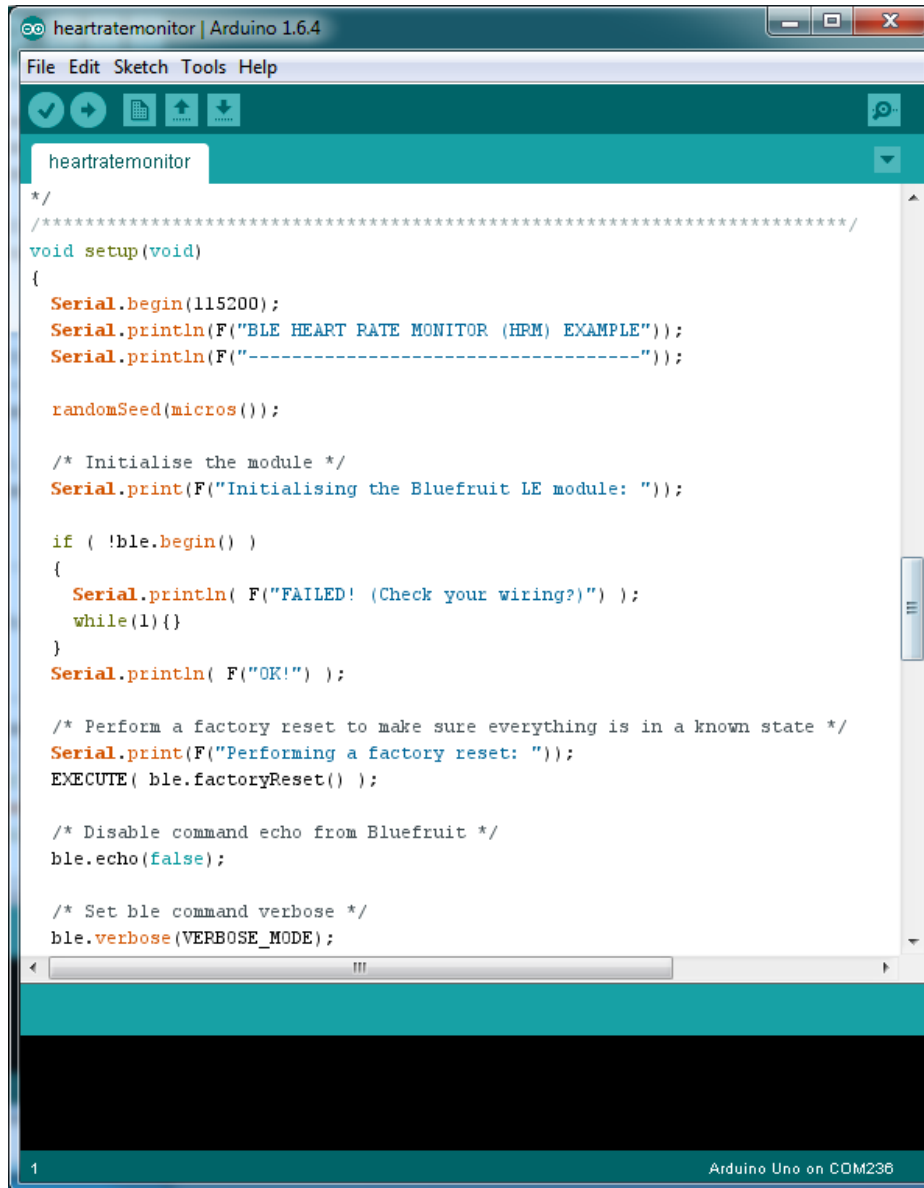 heartratemonitor | Arduino 1.6.4
File Edit Sketch Tools Help
heartratemonitor
*/
/**************************************************************************/
void setup(void)
{
  Serial.begin(115200);
  Serial.println(F("BLE HEART RATE MONITOR (HRM) EXAMPLE"));
  Serial.println(F("------------------------------------"));

  randomSeed(micros());

  /* Initialise the module */
  Serial.print(F("Initialising the Bluefruit LE module: "));

  if ( !ble.begin() )
  {
    Serial.println( F("FAILED! (Check your wiring?)") );
    while(1){}
  }
  Serial.println( F("OK!") );

  /* Perform a factory reset to make sure everything is in a known state */
  Serial.print(F("Performing a factory reset: "));
  EXECUTE( ble.factoryReset() );

  /* Disable command echo from Bluefruit */
  ble.echo(false);

  /* Set ble command verbose */
  ble.verbose(VERBOSE_MODE);
1
Arduino Uno on COM236